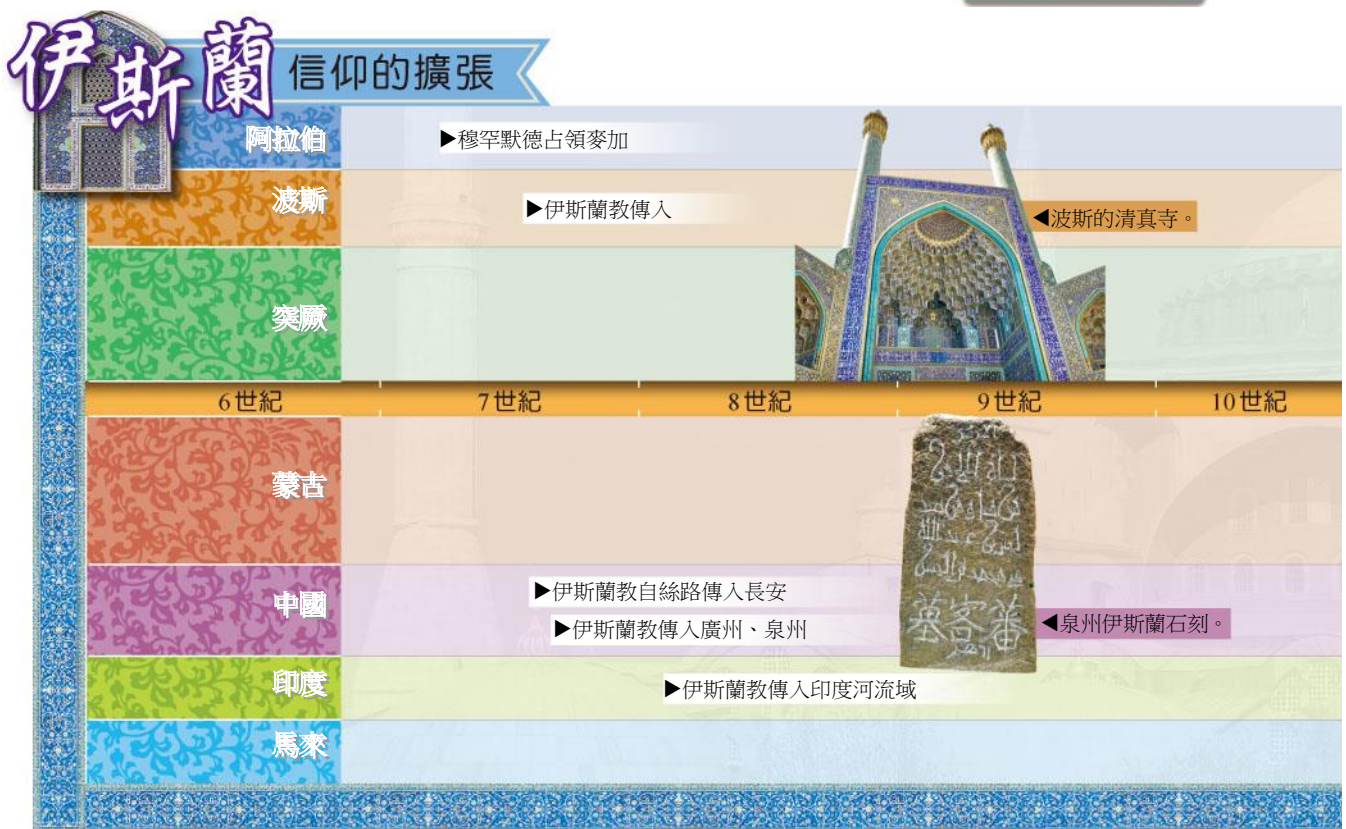 伊斯蘭 信仰的擴張
阿拉伯
▶穆罕默德占領麥加
波斯
▶伊斯蘭教傳入
◀波斯的清真寺。
突厥
6世紀 7世紀 8世紀 9世紀 10世紀
蒙古
中國
▶伊斯蘭教自絲路傳入長安
▶伊斯蘭教傳入廣州、泉州
蕃客墓
◀泉州伊斯蘭石刻。
印度
▶伊斯蘭教傳入印度河流域
馬來